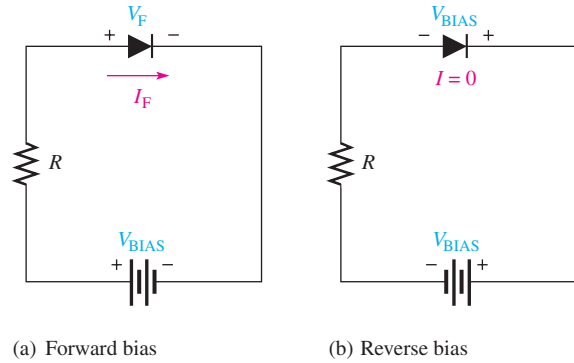 V_F
+ −
I_F
R
V_BIAS
+ −
(a) Forward bias
V_BIAS
− +
I = 0
R
V_BIAS
− +
(b) Reverse bias